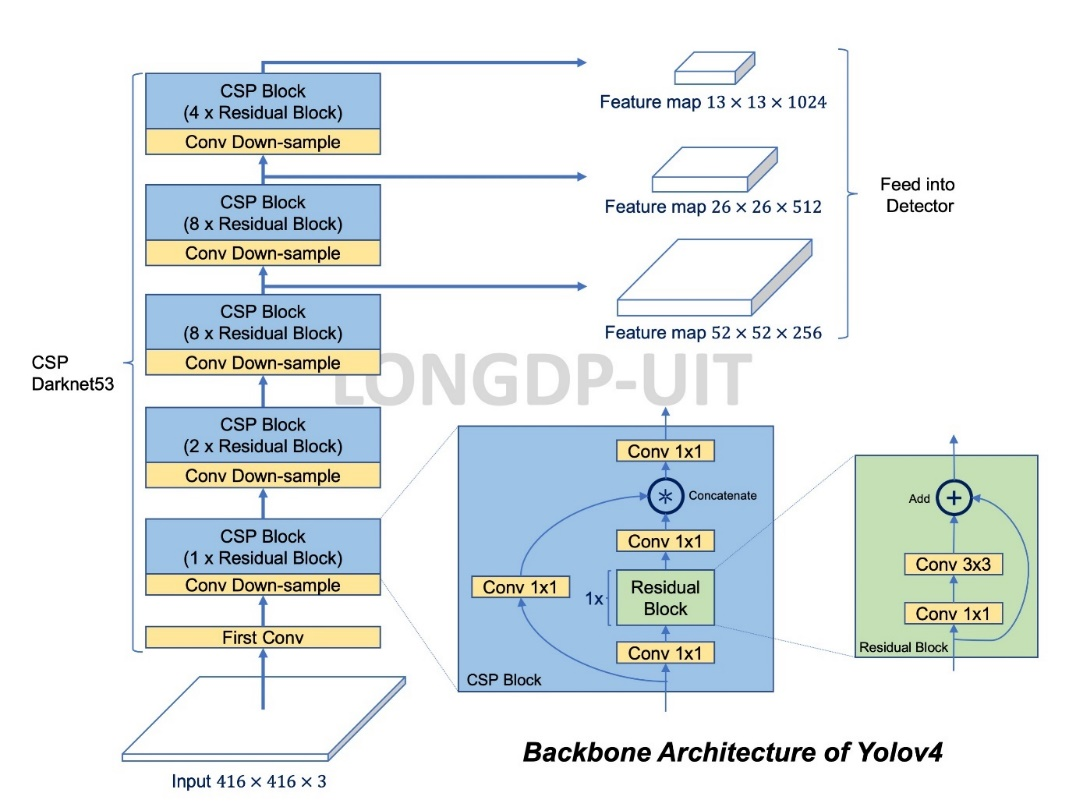 CSP Block
(4 x Residual Block)
Conv Down-sample
Feature map 13 × 13 × 1024
CSP Block
(8 x Residual Block)
Conv Down-sample
Feature map 26 × 26 × 512
Feed into
Detector
CSP Block
(8 x Residual Block)
Conv Down-sample
Feature map 52 × 52 × 256
CSP
Darknet53
LONGDP-UIT
CSP Block
(2 x Residual Block)
Conv Down-sample
CSP Block
(1 x Residual Block)
Conv Down-sample
First Conv
Input 416 × 416 × 3
Conv 1x1
*
Concatenate
Conv 1x1
Conv 1x1
1x
Residual
Block
Conv 1x1
CSP Block
Add
+
Conv 3x3
Conv 1x1
Residual Block
Backbone Architecture of Yolov4